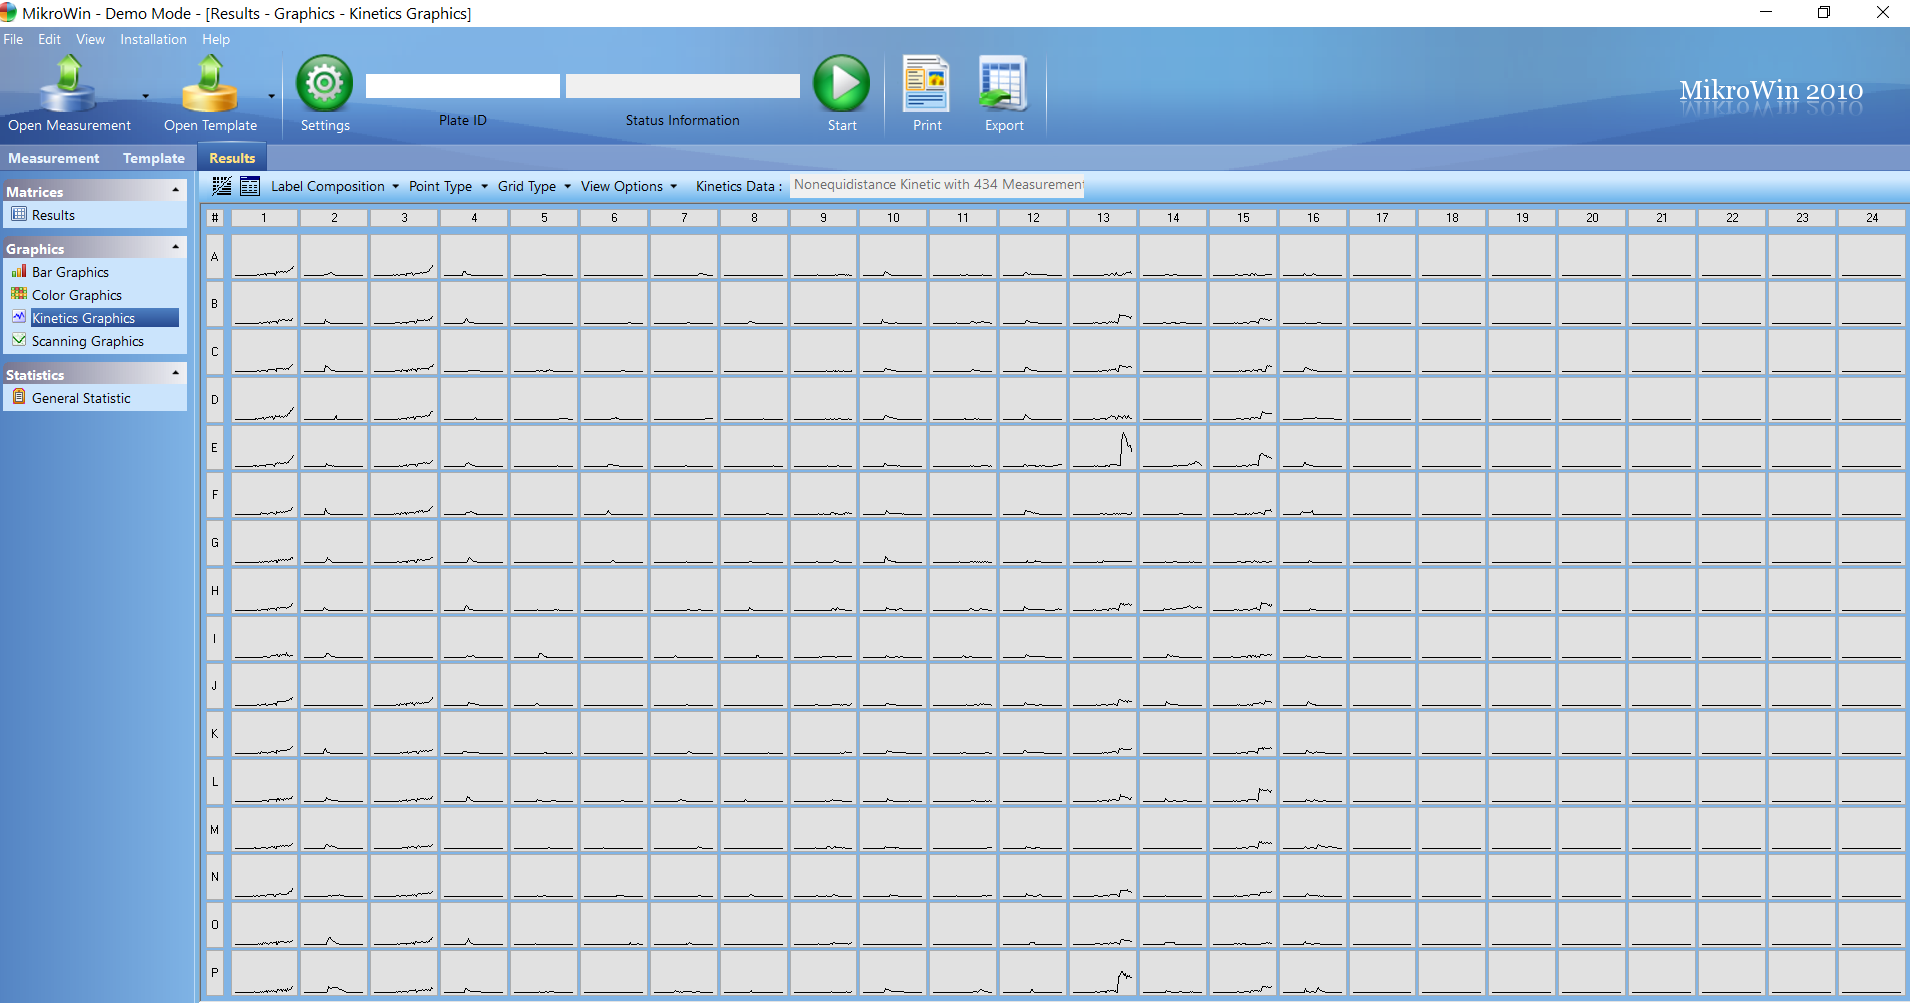 MikroWin - Demo Mode - [Results - Graphics - Kinetics Graphics]
File Edit View Installation Help
Open Measurement Open Template Settings Plate ID Status Information Start Print Export
MikroWin 2010
Measurement Template Results
Matrices
Results
Graphics
Bar Graphics
Color Graphics
Kinetics Graphics
Scanning Graphics
Statistics
General Statistic
Label Composition Point Type Grid Type View Options Kinetics Data : Nonequidistance Kinetic with 434 Measurement
# 1 2 3 4 5 6 7 8 9 10 11 12 13 14 15 16 17 18 19 20 21 22 23 24
A
B
C
D
E
F
G
H
I
J
K
L
M
N
O
P